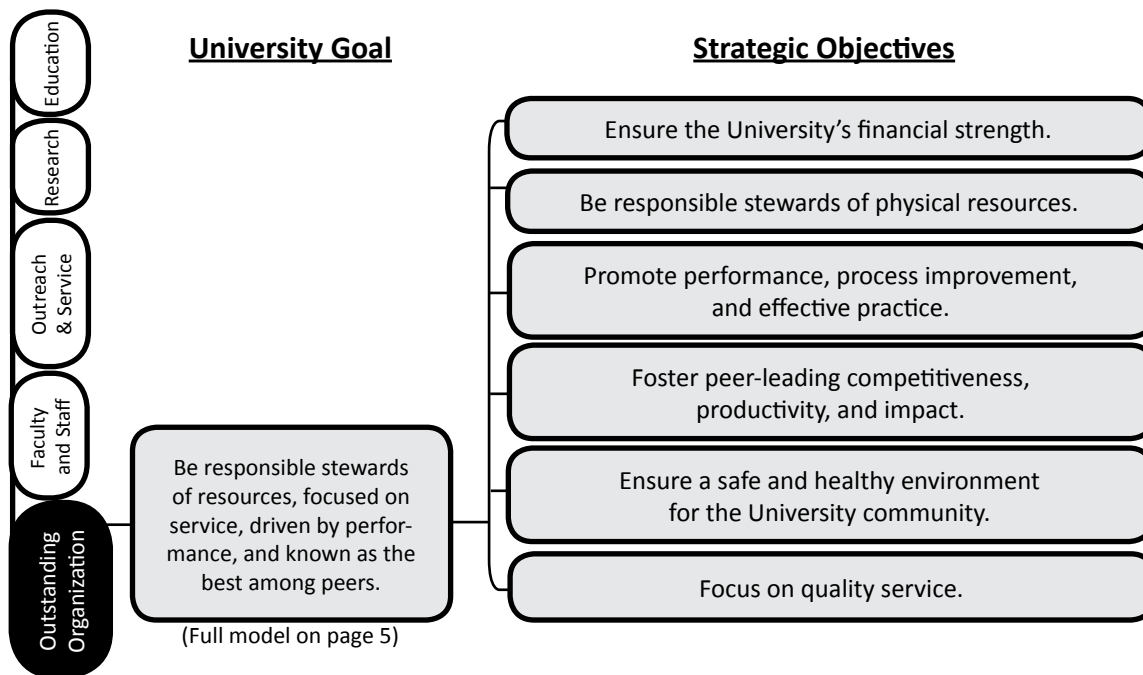 Education
Research
Outreach
& Service
Faculty
and Staff
Outstanding
Organization
University Goal
Be responsible stewards
of resources, focused on
service, driven by perfor-
mance, and known as the
best among peers.
(Full model on page 5)
Strategic Objectives
Ensure the University’s financial strength.
Be responsible stewards of physical resources.
Promote performance, process improvement,
and effective practice.
Foster peer-leading competitiveness,
productivity, and impact.
Ensure a safe and healthy environment
for the University community.
Focus on quality service.